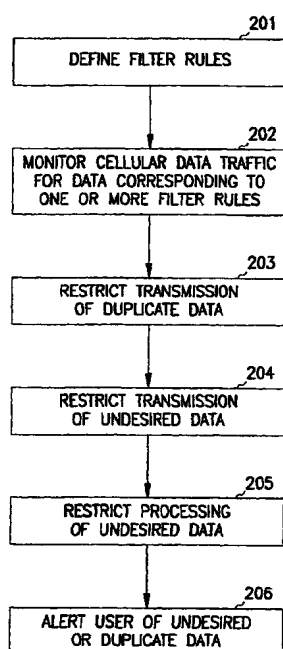 201
DEFINE FILTER RULES
202
MONITOR CELLULAR DATA TRAFFIC
FOR DATA CORRESPONDING TO
ONE OR MORE FILTER RULES
203
RESTRICT TRANSMISSION
OF DUPLICATE DATA
204
RESTRICT TRANSMISSION
OF UNDESIRED DATA
205
RESTRICT PROCESSING
OF UNDESIRED DATA
206
ALERT USER OF UNDESIRED
OR DUPLICATE DATA